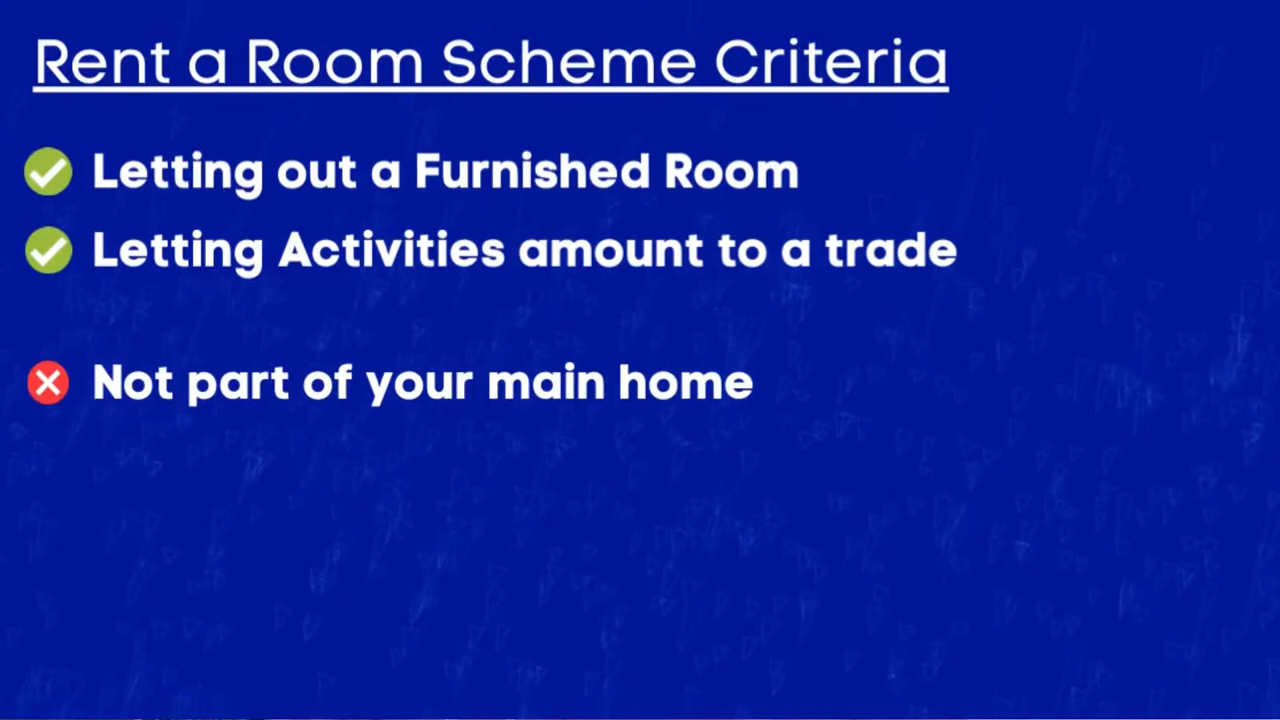 Rent a Room Scheme Criteria
Letting out a Furnished Room
Letting Activities amount to a trade
Not part of your main home